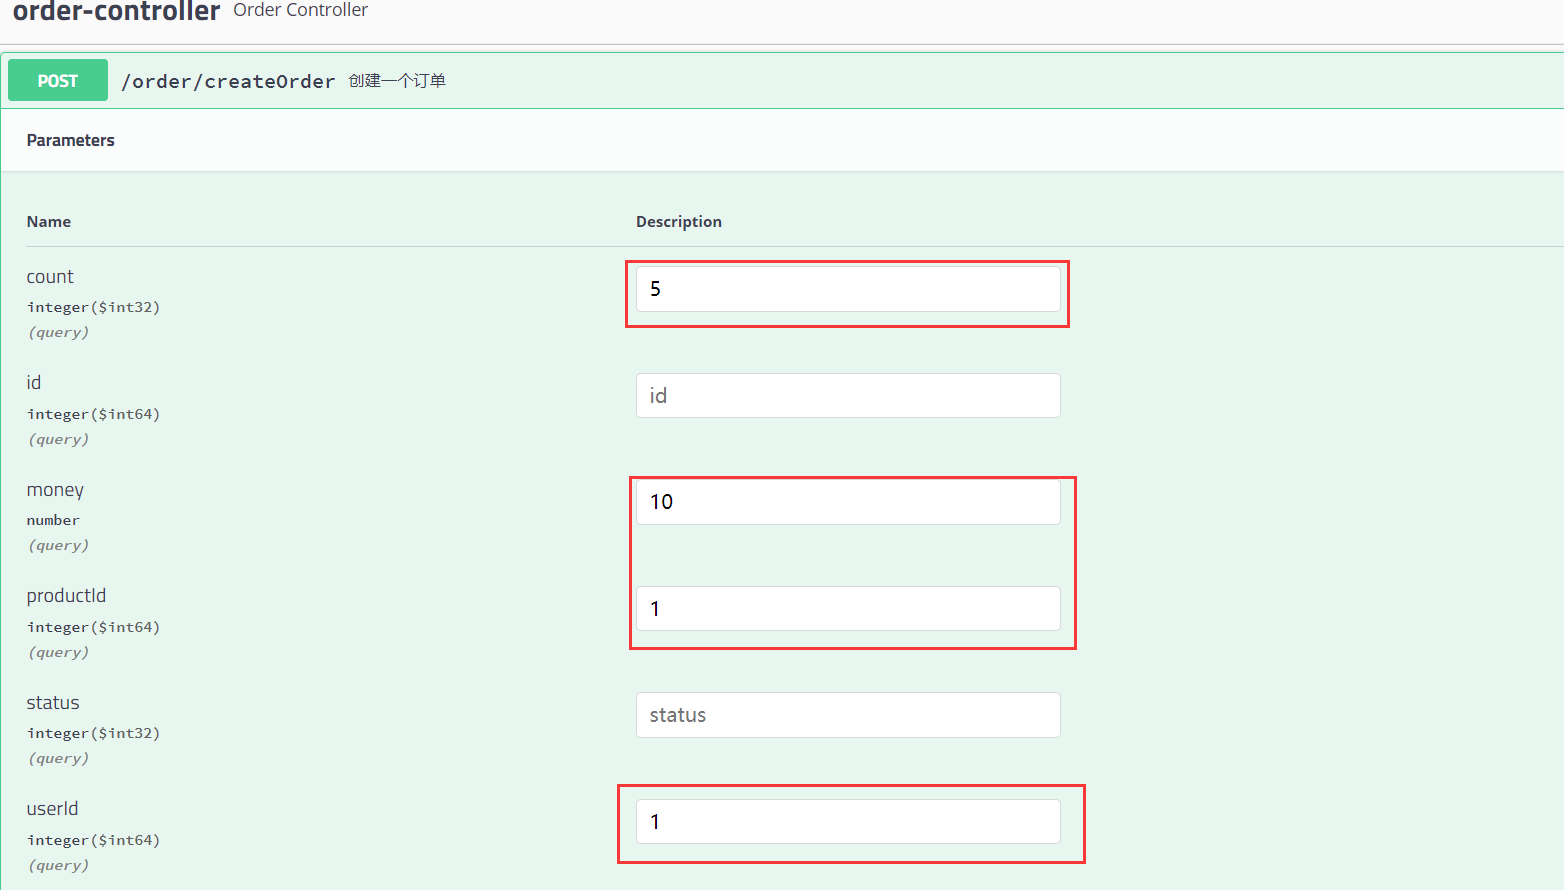 order-controller Order Controller
POST /order/createOrder 创建一个订单
Parameters
Name Description
count
5
integer($int32)
(query)
id
id
integer($int64)
(query)
money
10
number
(query)
productId
1
integer($int64)
(query)
status
status
integer($int32)
(query)
userId
1
integer($int64)
(query)